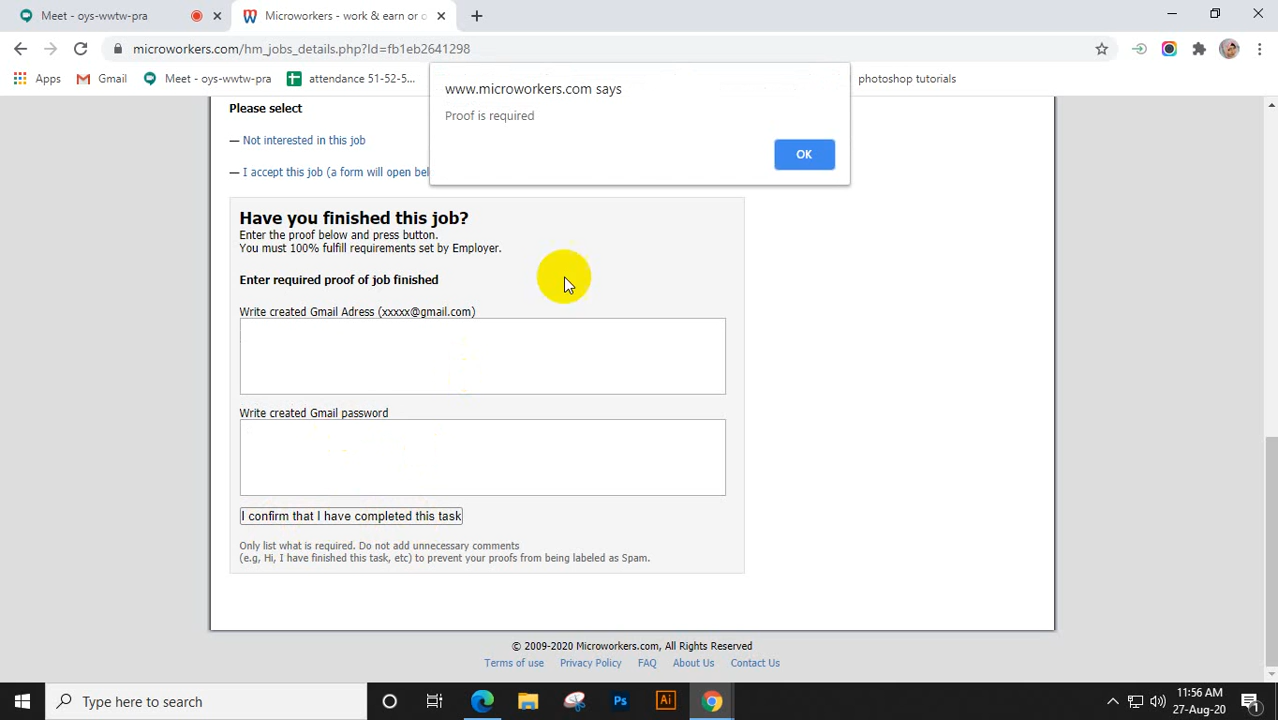 Meet - oys-wwtw-pra
Microworkers - work & earn or o
microworkers.com/hm_jobs_details.php?Id=fb1eb2641298
Apps
Gmail
Meet - oys-wwtw-pra
attendance 51-52-5...
photoshop tutorials
www.microworkers.com says
Proof is required
OK
Please select
— Not interested in this job
— I accept this job (a form will open bel
Have you finished this job?
Enter the proof below and press button.
You must 100% fulfill requirements set by Employer.
Enter required proof of job finished
Write created Gmail Adress (xxxxx@gmail.com)
Write created Gmail password
I confirm that I have completed this task
Only list what is required. Do not add unnecessary comments
(e.g, Hi, I have finished this task, etc) to prevent your proofs from being labeled as Spam.
© 2009-2020 Microworkers.com, All Rights Reserved
Terms of use Privacy Policy FAQ About Us Contact Us
Type here to search
Ps
Ai
11:56 AM
27-Aug-20
1